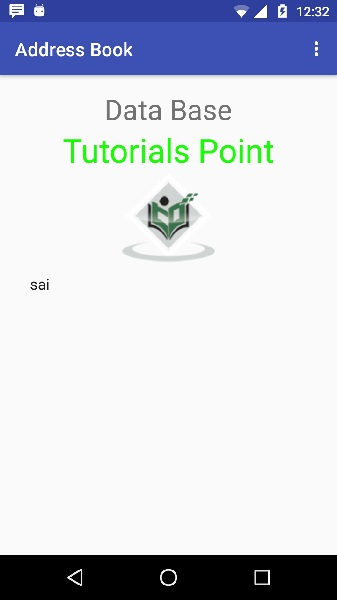 12:32
Address Book
Data Base
Tutorials Point
sai